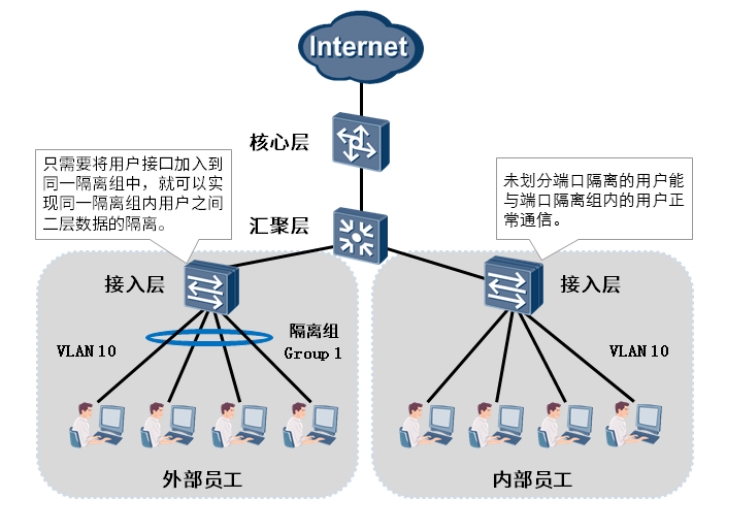 Internet
核心层
只需要将用户接口加入到
同一隔离组中，就可以实
现同一隔离组内用户之间
二层数据的隔离。
未划分端口隔离的用户能
与端口隔离组内的用户正
常通信。
汇聚层
接入层
接入层
VLAN 10
隔离组
Group 1
VLAN 10
外部员工
内部员工